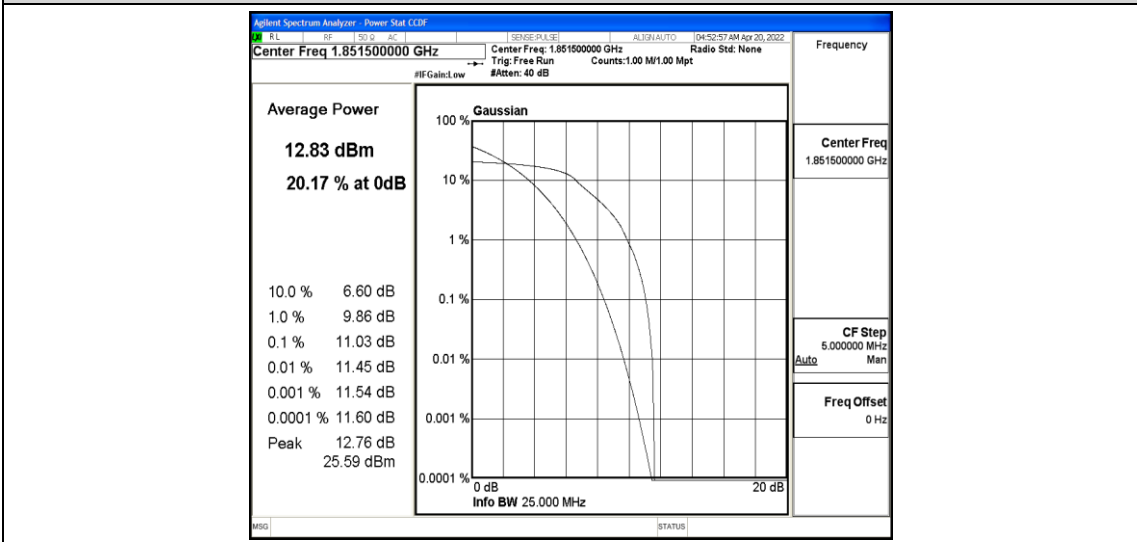 Agilent Spectrum Analyzer - Power Stat CCDF
LXI RL RF 50 Ω AC SENSE:PULSE ALIGNAUTO 04:52:57 AM Apr 20, 2022
Center Freq 1.851500000 GHz
Center Freq: 1.851500000 GHz Radio Std: None
Trig: Free Run Counts:1.00 M/1.00 Mpt
#IFGain:Low #Atten: 40 dB
Frequency
Average Power
12.83 dBm
20.17 % at 0dB
10.0 % 6.60 dB
1.0 % 9.86 dB
0.1 % 11.03 dB
0.01 % 11.45 dB
0.001 % 11.54 dB
0.0001 % 11.60 dB
Peak 12.76 dB
25.59 dBm
Gaussian
100 %
10 %
1 %
0.1 %
0.01 %
0.001 %
0.0001 %
0 dB 20 dB
Info BW 25.000 MHz
Center Freq
1.851500000 GHz
CF Step
5.000000 MHz
Auto Man
Freq Offset
0 Hz
MSG STATUS